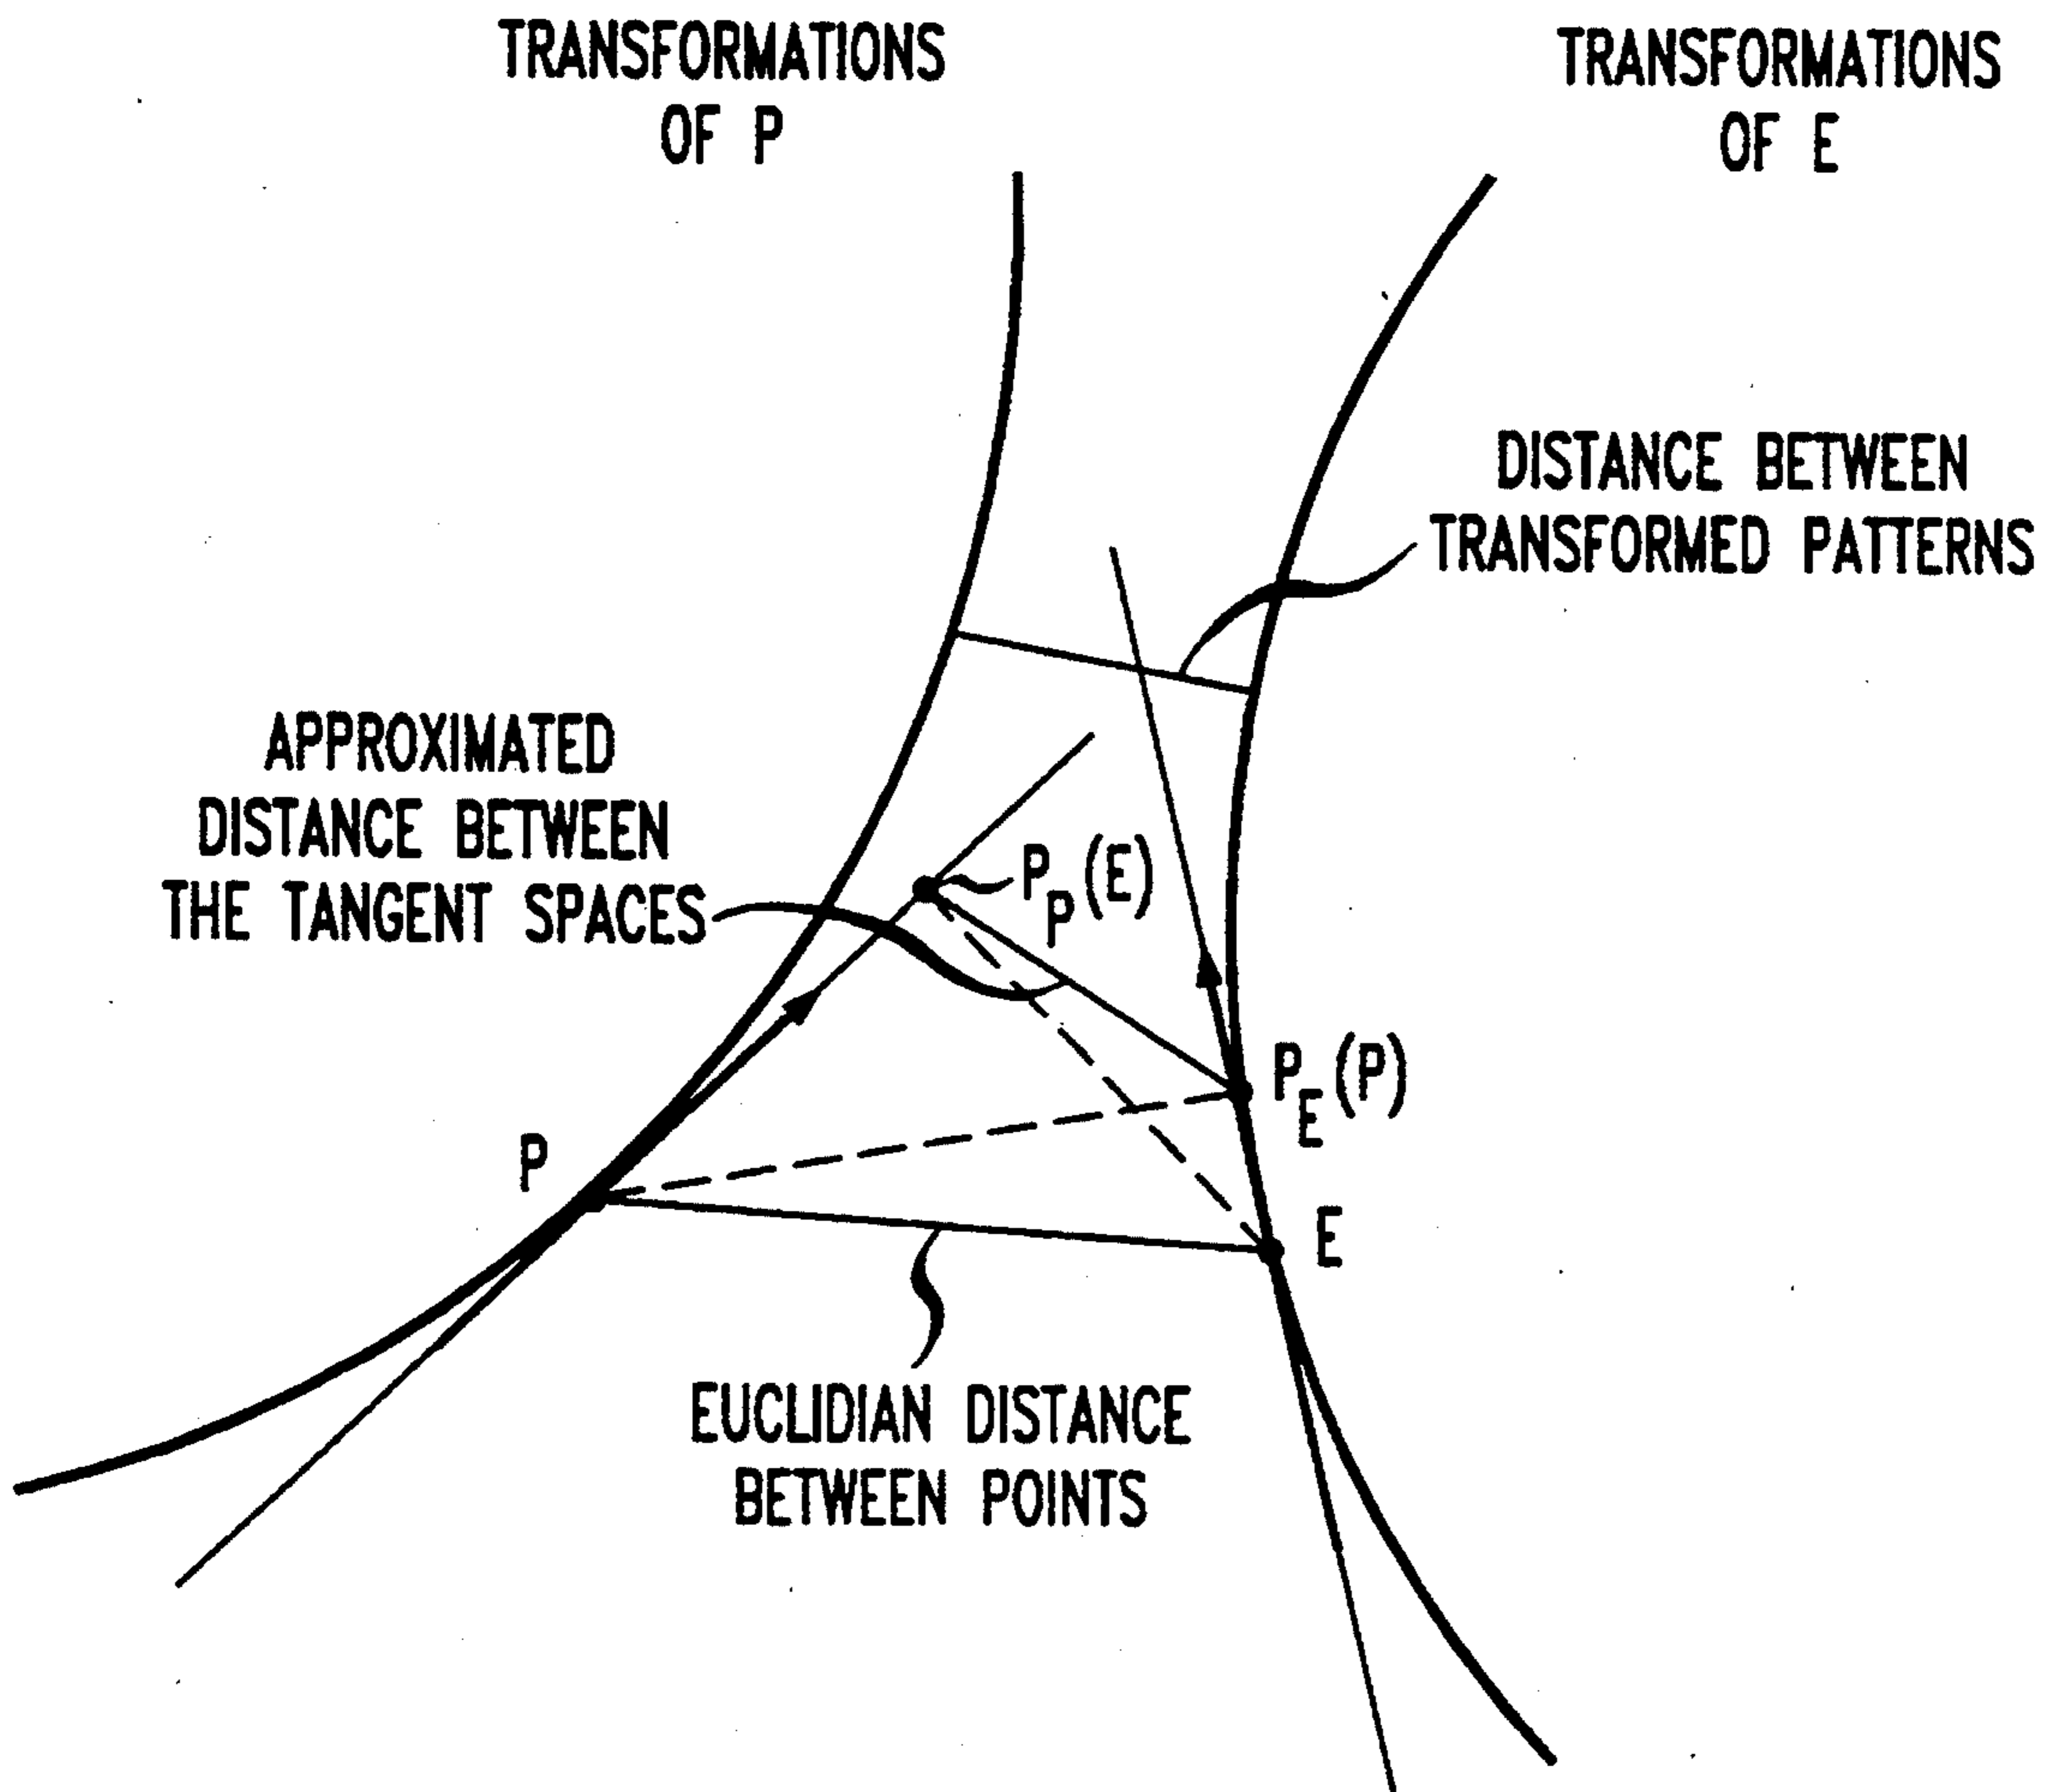 TRANSFORMATIONS
OF P
TRANSFORMATIONS
OF E
DISTANCE BETWEEN
TRANSFORMED PATTERNS
APPROXIMATED
DISTANCE BETWEEN
THE TANGENT SPACES
P_P(E)
P_E(P)
P
E
EUCLIDIAN DISTANCE
BETWEEN POINTS